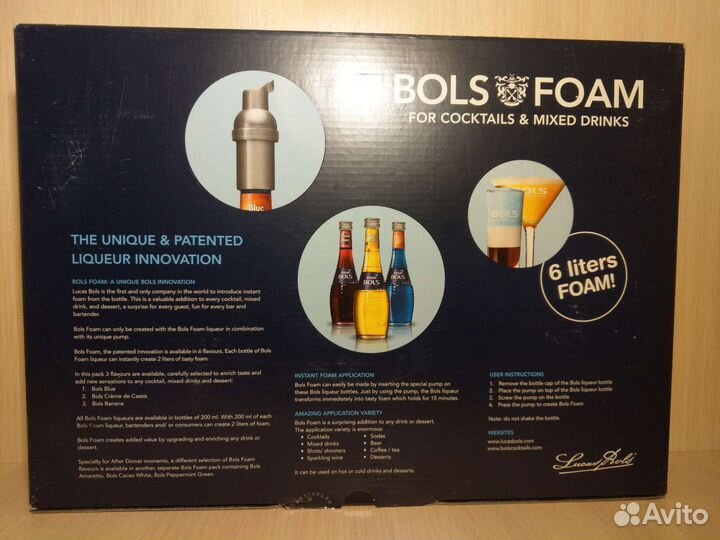 BOLS FOAM
FOR COCKTAILS & MIXED DRINKS
Blue
THE UNIQUE & PATENTED
LIQUEUR INNOVATION
BOLS FOAM: A UNIQUE BOLS INNOVATION
Lucas Bols is the first and only company in the world to introduce instant
foam from the bottle. This is a valuable addition to every cocktail, mixed
drink, and dessert, a surprise for every guest, fun for every bar and
bartender.
Bols Foam can only be created with the Bols Foam liqueur in combination
with its unique pump.
Bols Foam, the patented innovation is available in 6 flavours. Each bottle of Bols
Foam liqueur can instantly create 2 liters of tasty foam.
In this pack 3 flavours are available, carefully selected to enrich taste and
add new sensations to any cocktail, mixed drinks and dessert:
1. Bols Blue
2. Bols Crème de Cassis
3. Bols Banana
All Bols Foam liqueurs are available in bottles of 200 ml. With 200 ml of each
Bols Foam liqueur, bartenders and/ or consumers can create 2 liters of foam.
Bols Foam creates added value by upgrading and enriching any drink or
dessert.
Specially for After Dinner moments, a different selection of Bols Foam
flavours is available in another, separate Bols Foam pack containing Bols
Amaretto, Bols Cacao White, Bols Peppermint Green.
FOAM
BOLS
INSTANT FOAM APPLICATION
Bols Foam can easily be made by inserting the special pump on
these Bols liqueur bottles. Just by using the pump, the Bols liqueur
transforms immediately into tasty foam which holds for 15 minutes.
AMAZING APPLICATION VARIETY
Bols Foam is a surprising addition to any drink or dessert.
The application variety is enormous:
• Cocktails
• Mixed drinks
• Shots/ shooters
• Sparkling wine
• Sodas
• Beer
• Coffee / tea
• Desserts
It can be used on hot or cold drinks and desserts.
BOLS
BOLS
6 liters
FOAM!
USER INSTRUCTIONS
1. Remove the bottle cap of the Bols liqueur bottle
2. Place the pump on top of the Bols liqueur bottle
3. Screw the pump on the bottle
4. Press the pump to create Bols Foam
Note: do not shake the bottle.
WEBSITES
www.lucasbols.com
www.bolscocktails.com
Lucas Bols
Avito